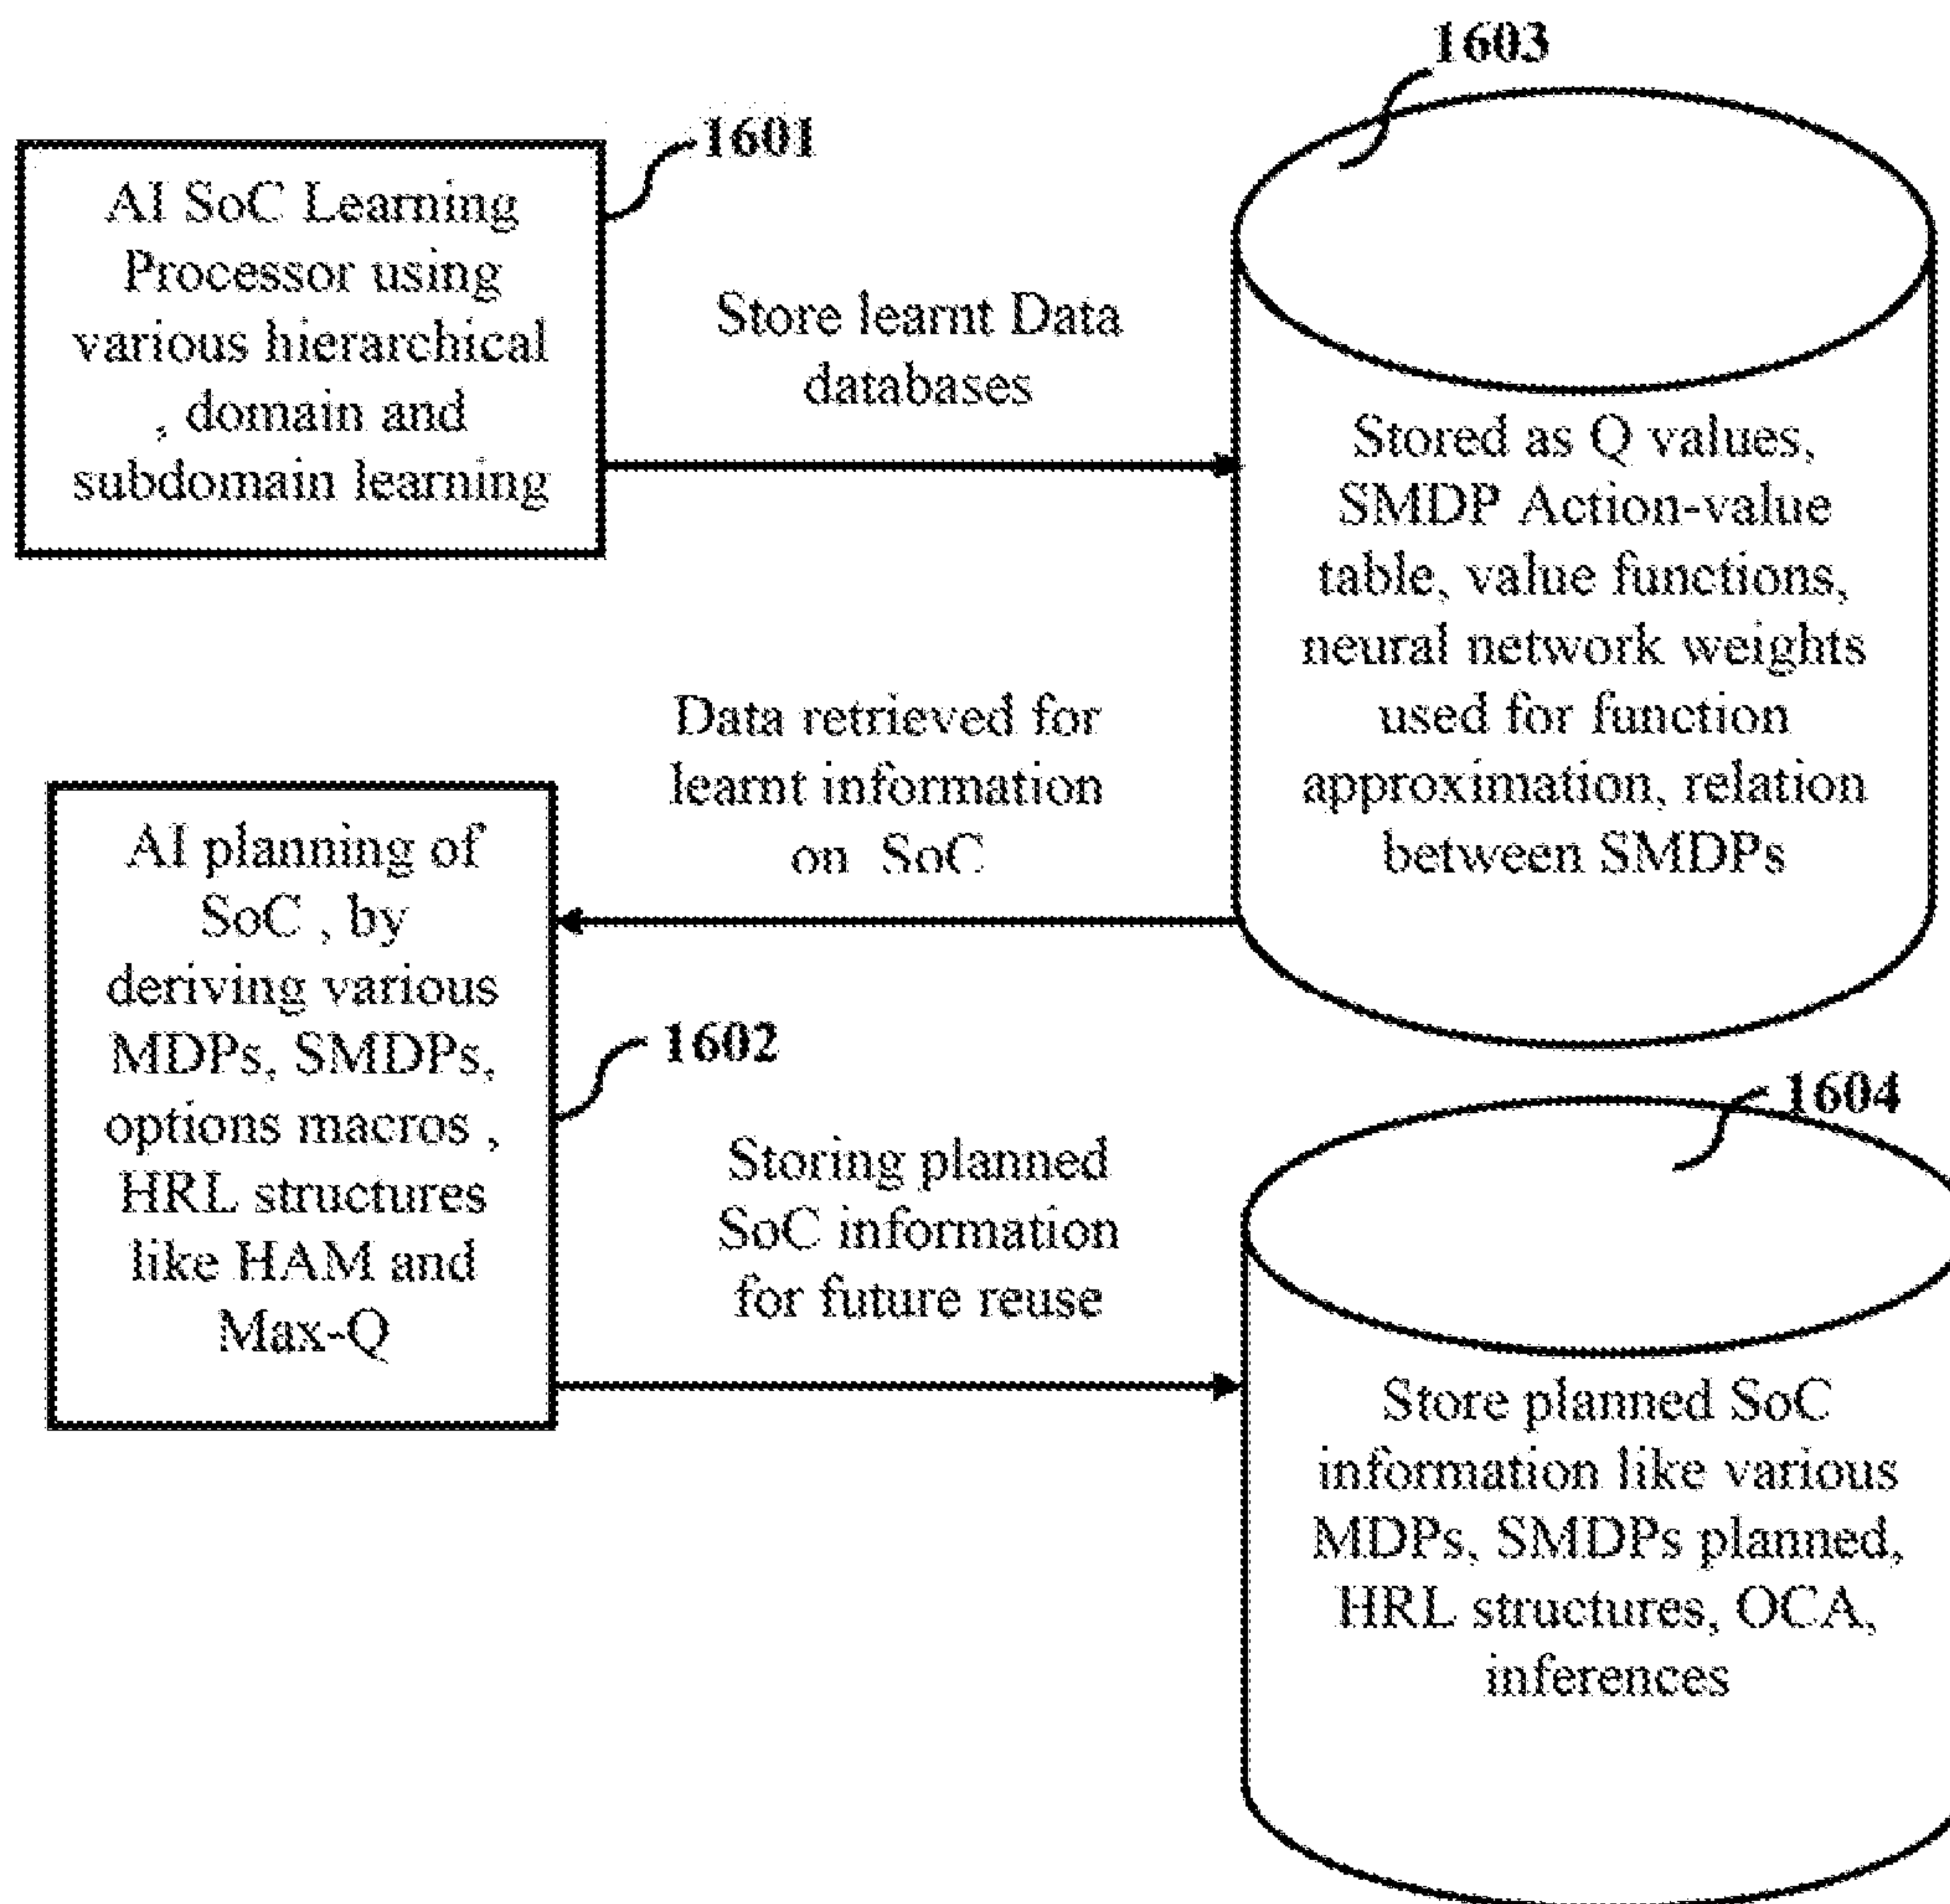 1603
1601
AI SoC Learning
Processor using
various hierarchical
, domain and
subdomain learning
Store learnt Data
databases
Stored as Q values,
SMDP Action-value
table, value functions,
neural network weights
used for function
approximation, relation
between SMDPs
Data retrieved for
learnt information
on SoC
AI planning of
SoC , by
deriving various
MDPs, SMDPs,
options macros ,
HRL structures
like HAM and
Max-Q
1602
1604
Storing planned
SoC information
for future reuse
Store planned SoC
information like various
MDPs, SMDPs planned,
HRL structures, OCA,
inferences